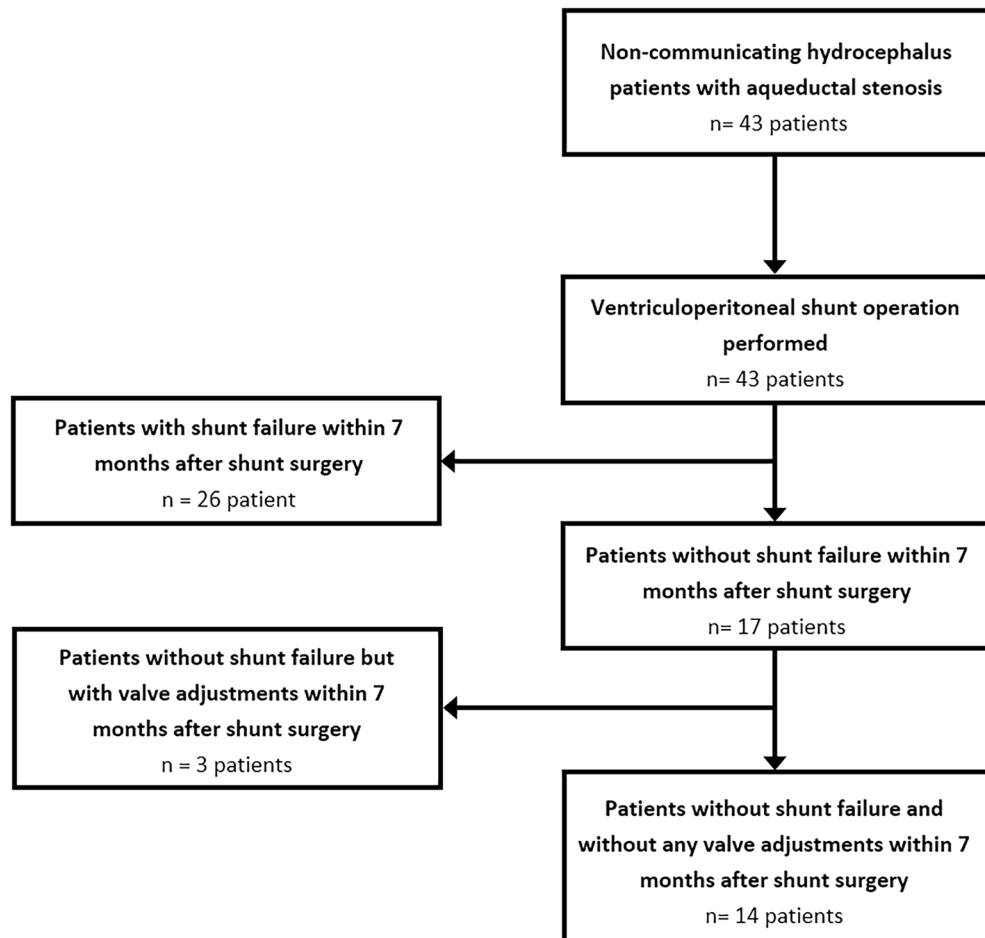 Non-communicating hydrocephalus
patients with aqueductal stenosis
n= 43 patients
Ventriculoperitoneal shunt operation
performed
n= 43 patients
Patients with shunt failure within 7
months after shunt surgery
n = 26 patient
Patients without shunt failure within 7
months after shunt surgery
n= 17 patients
Patients without shunt failure but
with valve adjustments within 7
months after shunt surgery
n = 3 patients
Patients without shunt failure and
without any valve adjustments within 7
months after shunt surgery
n= 14 patients